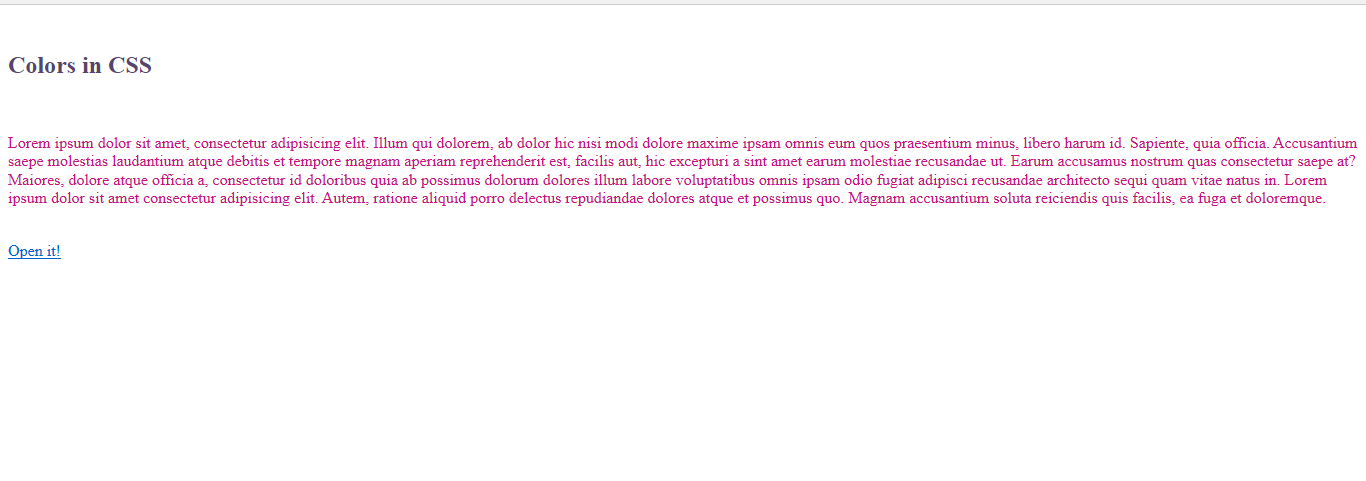 Colors in CSS
Lorem ipsum dolor sit amet, consectetur adipisicing elit. Illum qui dolorem, ab dolor hic nisi modi dolore maxime ipsam omnis eum quos praesentium minus, libero harum id. Sapiente, quia officia. Accusantium
saepe molestias laudantium atque debitis et tempore magnam aperiam reprehenderit est, facilis aut, hic excepturi a sint amet earum molestiae recusandae ut. Earum accusamus nostrum quas consectetur saepe at?
Maiores, dolore atque officia a, consectetur id doloribus quia ab possimus dolorum dolores illum labore voluptatibus omnis ipsam odio fugiat adipisci recusandae architecto sequi quam vitae natus in. Lorem
ipsum dolor sit amet consectetur adipisicing elit. Autem, ratione aliquid porro delectus repudiandae dolores atque et possimus quo. Magnam accusantium soluta reiciendis quis facilis, ea fuga et doloremque.
Open it!